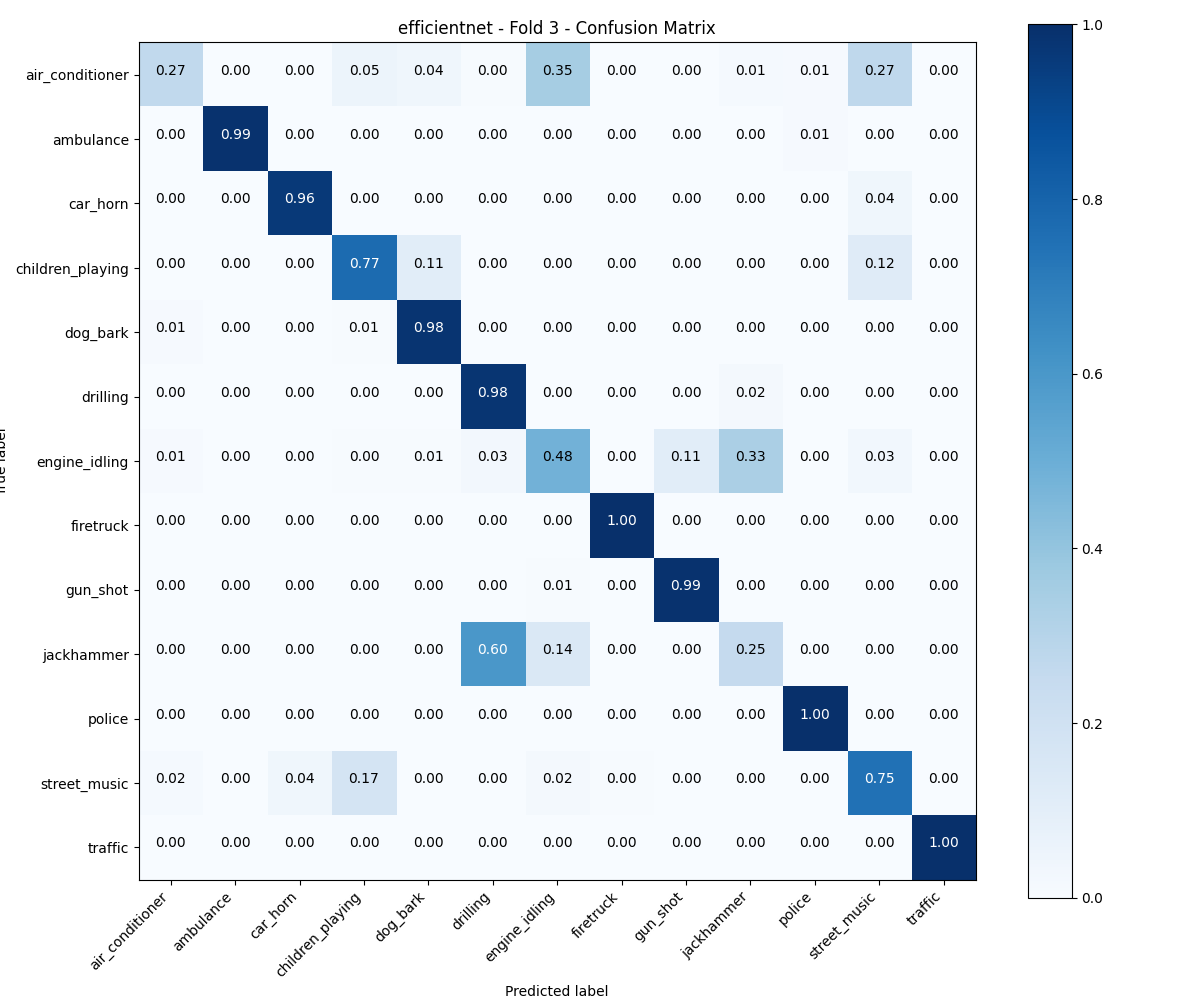 efficientnet - Fold 3 - Confusion Matrix
air_conditioner 0.27 0.00 0.00 0.05 0.04 0.00 0.35 0.00 0.00 0.01 0.01 0.27 0.00
ambulance 0.00 0.99 0.00 0.00 0.00 0.00 0.00 0.00 0.00 0.00 0.01 0.00 0.00
car_horn 0.00 0.00 0.96 0.00 0.00 0.00 0.00 0.00 0.00 0.00 0.00 0.04 0.00
children_playing 0.00 0.00 0.00 0.77 0.11 0.00 0.00 0.00 0.00 0.00 0.00 0.12 0.00
dog_bark 0.01 0.00 0.00 0.01 0.98 0.00 0.00 0.00 0.00 0.00 0.00 0.00 0.00
drilling 0.00 0.00 0.00 0.00 0.00 0.98 0.00 0.00 0.00 0.02 0.00 0.00 0.00
engine_idling 0.01 0.00 0.00 0.00 0.01 0.03 0.48 0.00 0.11 0.33 0.00 0.03 0.00
firetruck 0.00 0.00 0.00 0.00 0.00 0.00 0.00 1.00 0.00 0.00 0.00 0.00 0.00
gun_shot 0.00 0.00 0.00 0.00 0.00 0.00 0.01 0.00 0.99 0.00 0.00 0.00 0.00
jackhammer 0.00 0.00 0.00 0.00 0.00 0.60 0.14 0.00 0.00 0.25 0.00 0.00 0.00
police 0.00 0.00 0.00 0.00 0.00 0.00 0.00 0.00 0.00 0.00 1.00 0.00 0.00
street_music 0.02 0.00 0.04 0.17 0.00 0.00 0.02 0.00 0.00 0.00 0.00 0.75 0.00
traffic 0.00 0.00 0.00 0.00 0.00 0.00 0.00 0.00 0.00 0.00 0.00 0.00 1.00
air_conditioner ambulance car_horn children_playing dog_bark drilling engine_idling firetruck gun_shot jackhammer police street_music traffic
Predicted label
True label
1.0
0.8
0.6
0.4
0.2
0.0